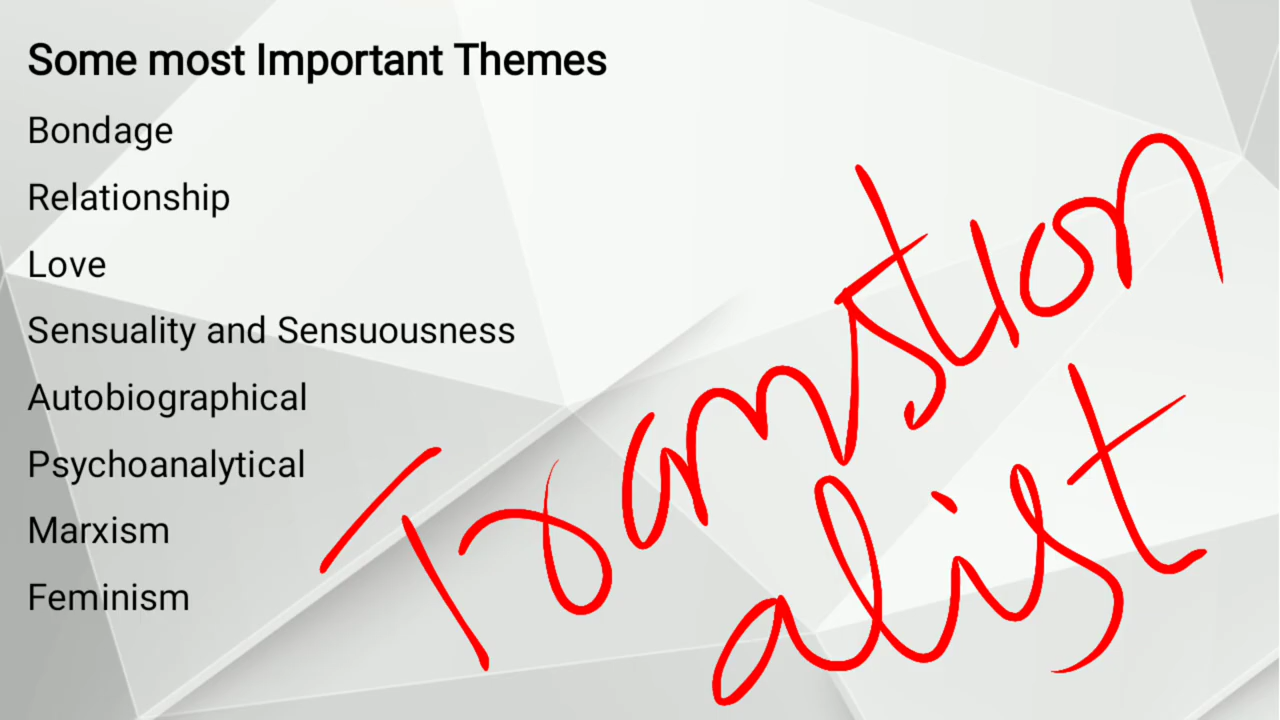 Some most Important Themes
Bondage
Relationship
Love
Sensuality and Sensuousness
Autobiographical
Psychoanalytical
Marxism
Feminism
Transtion
alist